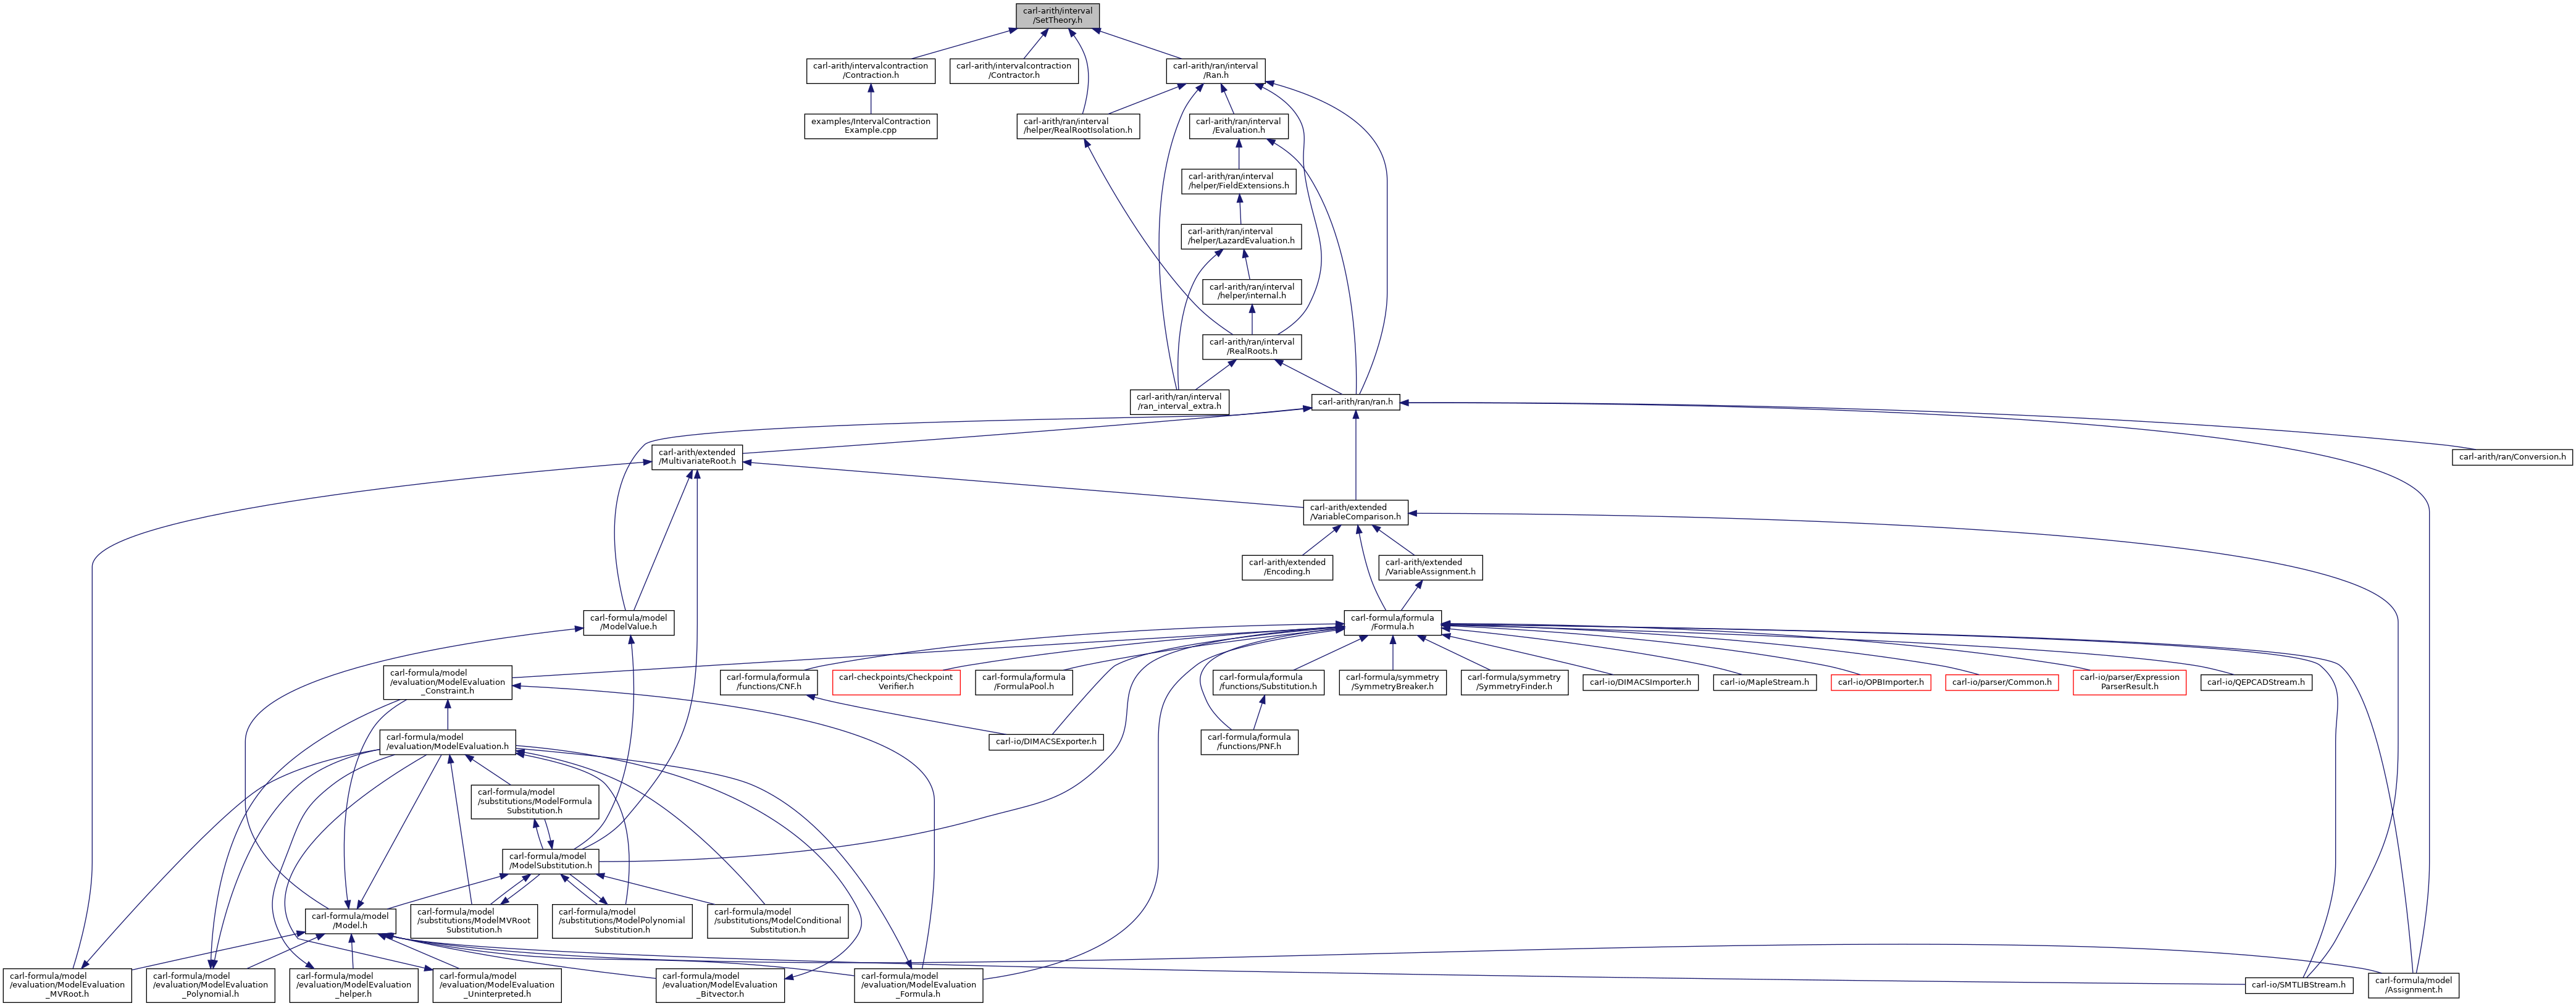 carl-arith/interval
/SetTheory.h
carl-arith/intervalcontraction
/Contraction.h
carl-arith/intervalcontraction
/Contractor.h
carl-arith/ran/interval
/Ran.h
examples/IntervalContraction
Example.cpp
carl-arith/ran/interval
/helper/RealRootIsolation.h
carl-arith/ran/interval
/Evaluation.h
carl-arith/ran/interval
/helper/FieldExtensions.h
carl-arith/ran/interval
/helper/LazardEvaluation.h
carl-arith/ran/interval
/helper/internal.h
carl-arith/ran/interval
/RealRoots.h
carl-arith/ran/interval
/ran_interval_extra.h
carl-arith/ran/ran.h
carl-arith/extended
/MultivariateRoot.h
carl-arith/ran/Conversion.h
carl-arith/extended
/VariableComparison.h
carl-arith/extended
/Encoding.h
carl-arith/extended
/VariableAssignment.h
carl-formula/model
/ModelValue.h
carl-formula/formula
/Formula.h
carl-formula/model
/evaluation/ModelEvaluation
_Constraint.h
carl-formula/formula
/functions/CNF.h
carl-checkpoints/Checkpoint
Verifier.h
carl-formula/formula
/FormulaPool.h
carl-formula/formula
/functions/Substitution.h
carl-formula/symmetry
/SymmetryBreaker.h
carl-formula/symmetry
/SymmetryFinder.h
carl-io/DIMACSImporter.h
carl-io/MapleStream.h
carl-io/OPBImporter.h
carl-io/parser/Common.h
carl-io/parser/Expression
ParserResult.h
carl-io/QEPCADStream.h
carl-formula/model
/evaluation/ModelEvaluation.h
carl-io/DIMACSExporter.h
carl-formula/formula
/functions/PNF.h
carl-formula/model
/substitutions/ModelFormula
Substitution.h
carl-formula/model
/ModelSubstitution.h
carl-formula/model
/Model.h
carl-formula/model
/substitutions/ModelMVRoot
Substitution.h
carl-formula/model
/substitutions/ModelPolynomial
Substitution.h
carl-formula/model
/substitutions/ModelConditional
Substitution.h
carl-formula/model
/evaluation/ModelEvaluation
_MVRoot.h
carl-formula/model
/evaluation/ModelEvaluation
_Polynomial.h
carl-formula/model
/evaluation/ModelEvaluation
_helper.h
carl-formula/model
/evaluation/ModelEvaluation
_Uninterpreted.h
carl-formula/model
/evaluation/ModelEvaluation
_Bitvector.h
carl-formula/model
/evaluation/ModelEvaluation
_Formula.h
carl-io/SMTLIBStream.h
carl-formula/model
/Assignment.h